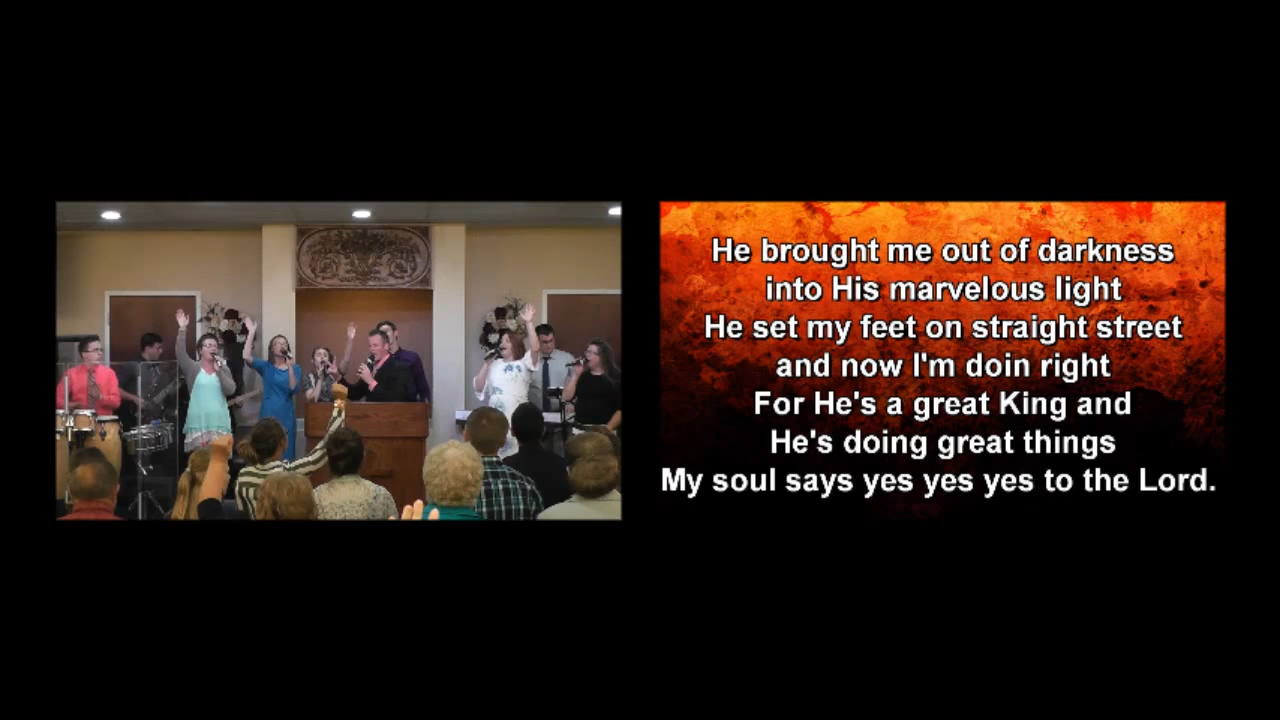 He brought me out of darkness
into His marvelous light
He set my feet on straight street
and now I'm doin right
For He's a great King and
He's doing great things
My soul says yes yes yes to the Lord.